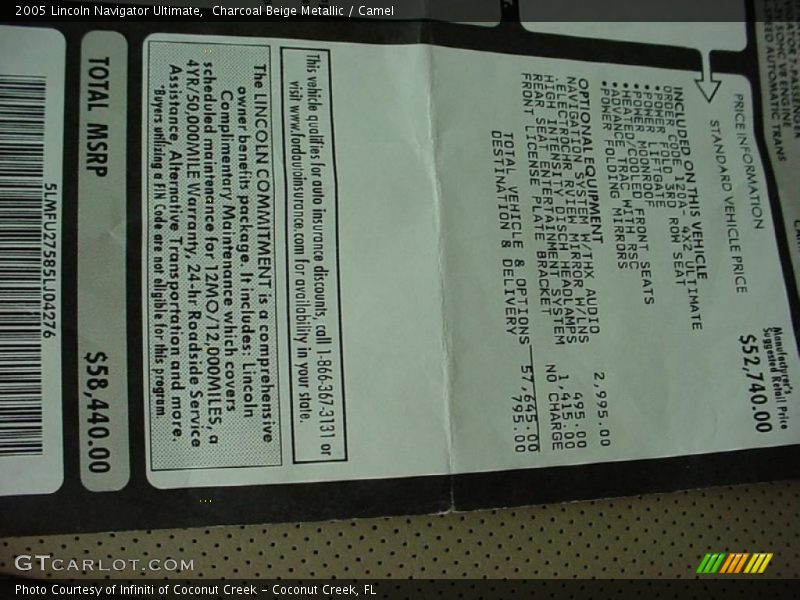 2005 Lincoln Navigator Ultimate,  Charcoal Beige Metallic / Camel
PRICE INFORMATION
Manufacturer's
Suggested Retail Price
STANDARD VEHICLE PRICE $52,740.00
INCLUDED ON THIS VEHICLE
ORDER CODE 120A- 4X2 ULTIMATE
•POWER FOLD 3RD ROW SEAT
•POWER LIFTGATE
•POWER MOONROOF
•HEATED/COOLED FRONT SEATS
•ADVANCE TRAC WITH RSC
•POWER FOLDING MIRRORS
OPTIONAL EQUIPMENT
NAVIGATION SYSTEM W/THX AUDIO 2,995.00
.ELECTROCHR RVIEW MIRROR W/LNS
HIGH INTENSITY DISCH HEADLAMPS 495.00
REAR SEAT ENTERTAINMENT SYSTEM 1,415.00
FRONT LICENSE PLATE BRACKET NO CHARGE
TOTAL VEHICLE & OPTIONS 57,645.00
DESTINATION & DELIVERY 795.00
This vehicle qualifies for auto insurance discounts, call 1-866-367-3131 or
visit www.fordautoinsurance.com for availability in your state.
The LINCOLN COMMITMENT is a comprehensive
owner benefits package. It includes: Lincoln
Complimentary Maintenance which covers
scheduled maintenance for 12MO/12,000MILES, a
4YR/50,000MILE Warranty, 24-hr Roadside Service
Assistance, Alternative Transportation and more.
*Buyers utilizing a FIN Code are not eligible for this program.
TOTAL MSRP $58,440.00
5LMFU27585LJ04276
GTCARLOT.COM
Photo Courtesy of Infiniti of Coconut Creek – Coconut Creek, FL